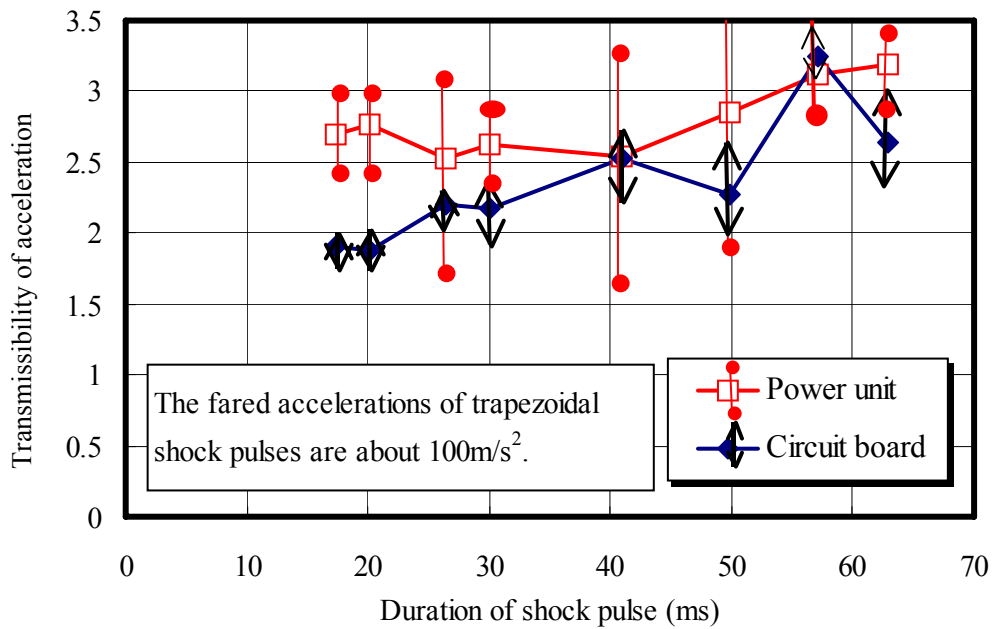 3.5
3
2.5
2
1.5
1
0.5
0
Transmissibility of acceleration
The fared accelerations of trapezoidal
shock pulses are about 100m/s².
Power unit
Circuit board
0 10 20 30 40 50 60 70
Duration of shock pulse (ms)